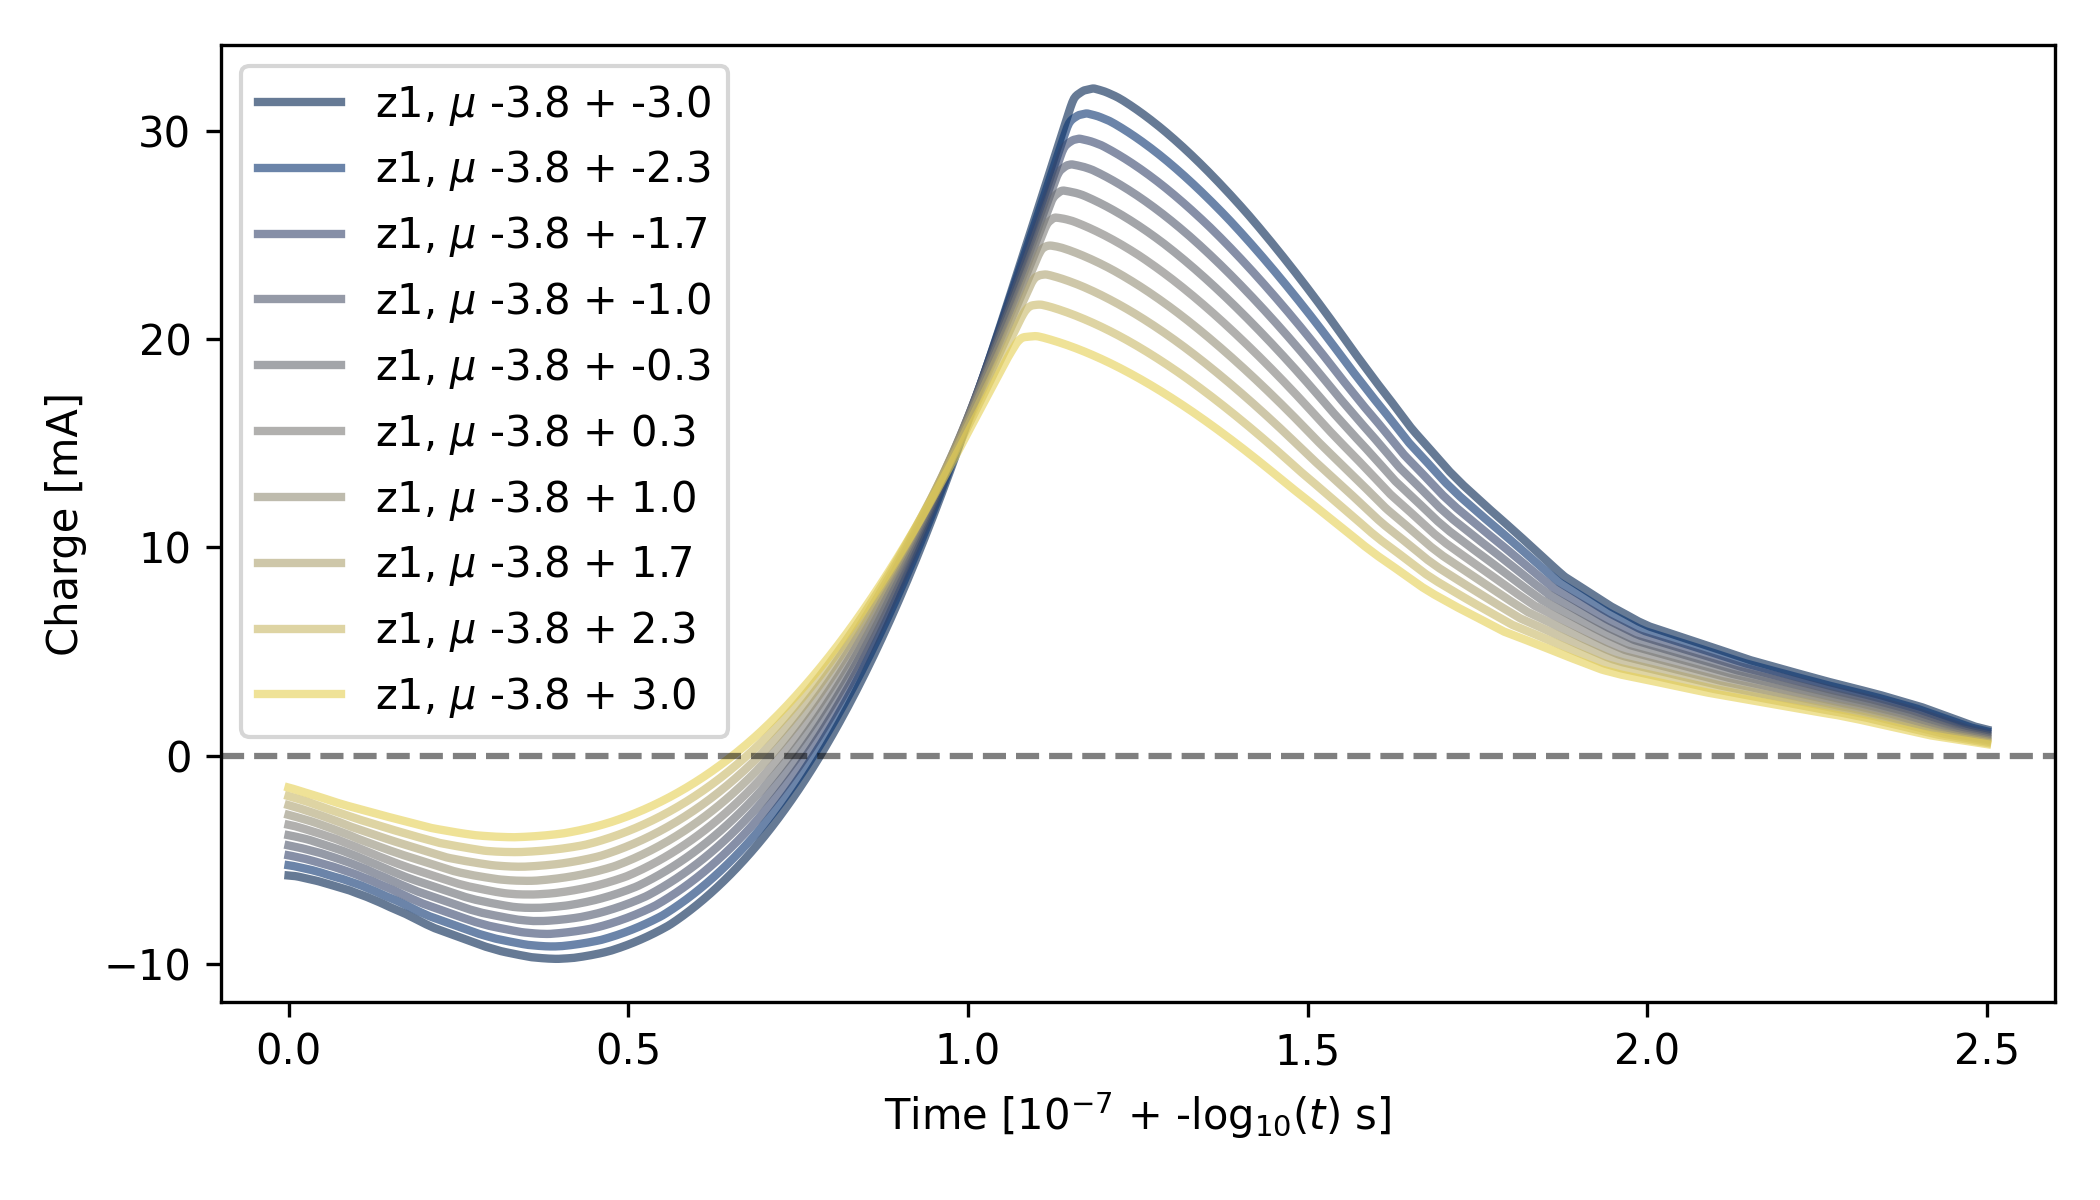 z1, μ -3.8 + -3.0
z1, μ -3.8 + -2.3
z1, μ -3.8 + -1.7
z1, μ -3.8 + -1.0
z1, μ -3.8 + -0.3
z1, μ -3.8 + 0.3
z1, μ -3.8 + 1.0
z1, μ -3.8 + 1.7
z1, μ -3.8 + 2.3
z1, μ -3.8 + 3.0
30
20
10
0
−10
Charge [mA]
0.0 0.5 1.0 1.5 2.0 2.5
Time [10⁻⁷ + -log₁₀(t) s]